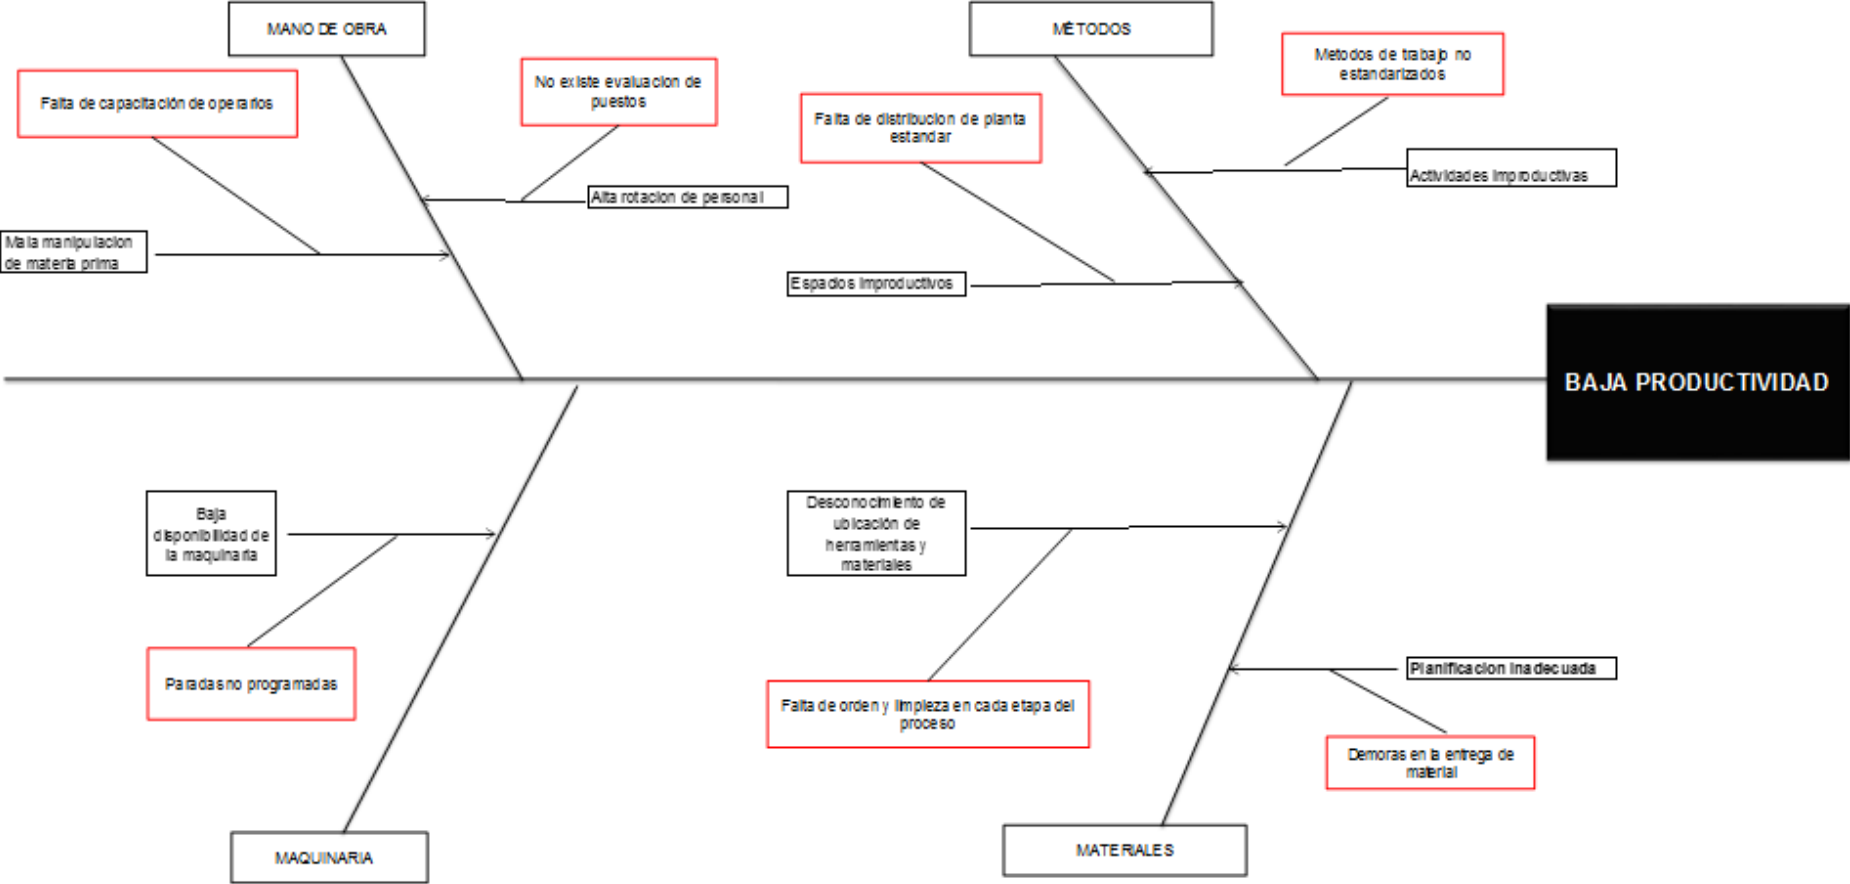 MANO DE OBRA
MÉTODOS
Falta de capacitación de operarios
No existe evaluacion de
puestos
Falta de distribucion de planta
estandar
Metodos de trabajo no
estandarizados
Alta rotacion de personal
Actividades improductivas
Mala manipulacion
de materia prima
Espacios improductivos
BAJA PRODUCTIVIDAD
Baja
disponibilidad de
la maquinaria
Desconocimiento de
ubicación de
herramientas y
materiales
Paradas no programadas
Falta de orden y limpieza en cada etapa del
proceso
Planificacion inadecuada
Demoras en la entrega de
material
MAQUINARIA
MATERIALES